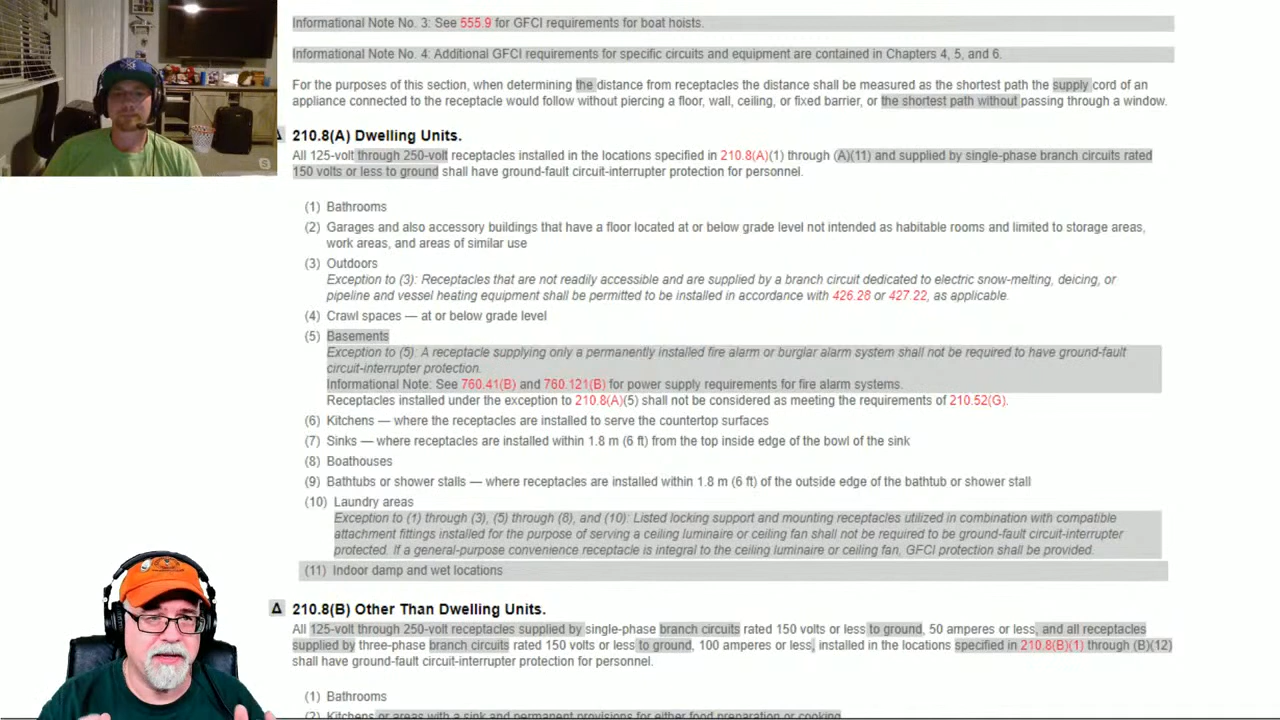 Informational Note No. 3: See 555.9 for GFCI requirements for boat hoists.
Informational Note No. 4: Additional GFCI requirements for specific circuits and equipment are contained in Chapters 4, 5, and 6.
For the purposes of this section, when determining the distance from receptacles the distance shall be measured as the shortest path the supply cord of an
appliance connected to the receptacle would follow without piercing a floor, wall, ceiling, or fixed barrier, or the shortest path without passing through a window.
Δ 210.8(A) Dwelling Units.
All 125-volt through 250-volt receptacles installed in the locations specified in 210.8(A)(1) through (A)(11) and supplied by single-phase branch circuits rated
150 volts or less to ground shall have ground-fault circuit-interrupter protection for personnel.
(1) Bathrooms
(2) Garages and also accessory buildings that have a floor located at or below grade level not intended as habitable rooms and limited to storage areas,
work areas, and areas of similar use
(3) Outdoors
Exception to (3): Receptacles that are not readily accessible and are supplied by a branch circuit dedicated to electric snow-melting, deicing, or
pipeline and vessel heating equipment shall be permitted to be installed in accordance with 426.28 or 427.22, as applicable.
(4) Crawl spaces — at or below grade level
(5) Basements
Exception to (5): A receptacle supplying only a permanently installed fire alarm or burglar alarm system shall not be required to have ground-fault
circuit-interrupter protection.
Informational Note: See 760.41(B) and 760.121(B) for power supply requirements for fire alarm systems.
Receptacles installed under the exception to 210.8(A)(5) shall not be considered as meeting the requirements of 210.52(G).
(6) Kitchens — where the receptacles are installed to serve the countertop surfaces
(7) Sinks — where receptacles are installed within 1.8 m (6 ft) from the top inside edge of the bowl of the sink
(8) Boathouses
(9) Bathtubs or shower stalls — where receptacles are installed within 1.8 m (6 ft) of the outside edge of the bathtub or shower stall
(10) Laundry areas
Exception to (1) through (3), (5) through (8), and (10): Listed locking support and mounting receptacles utilized in combination with compatible
attachment fittings installed for the purpose of serving a ceiling luminaire or ceiling fan shall not be required to be ground-fault circuit-interrupter
protected. If a general-purpose convenience receptacle is integral to the ceiling luminaire or ceiling fan, GFCI protection shall be provided.
(11) Indoor damp and wet locations
Δ 210.8(B) Other Than Dwelling Units.
All 125-volt through 250-volt receptacles supplied by single-phase branch circuits rated 150 volts or less to ground, 50 amperes or less, and all receptacles
supplied by three-phase branch circuits rated 150 volts or less to ground, 100 amperes or less, installed in the locations specified in 210.8(B)(1) through (B)(12)
shall have ground-fault circuit-interrupter protection for personnel.
(1) Bathrooms
(2) Kitchens or areas with a sink and permanent provisions for either food preparation or cooking